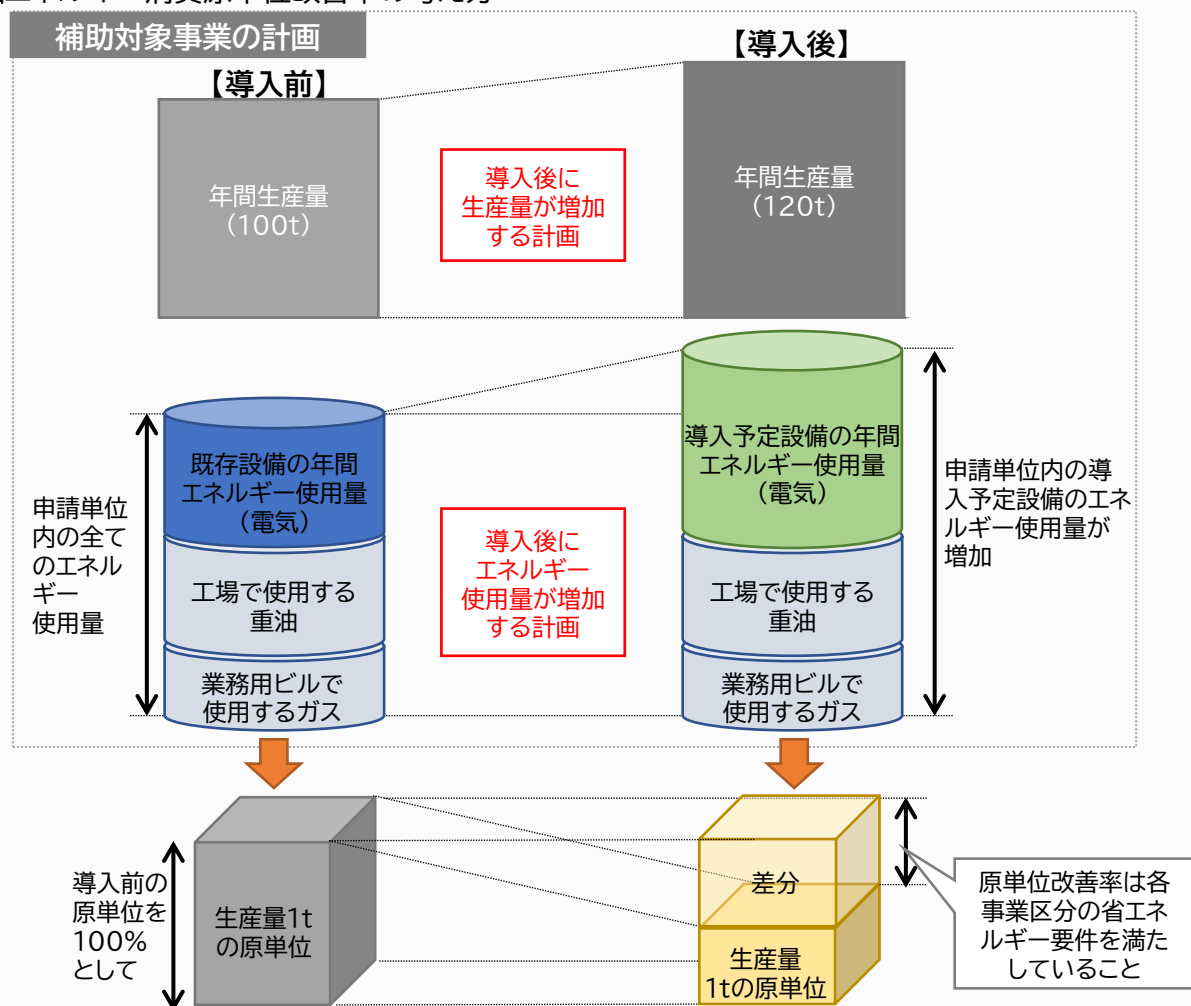 補助対象事業の計画
【導入前】
【導入後】
年間生産量
(100t)
導入後に
生産量が増加
する計画
年間生産量
(120t)
申請単位
内の全て
のエネル
ギー
使用量
既存設備の年間
エネルギー使用量
(電気)
工場で使用する
重油
業務用ビルで
使用するガス
導入後に
エネルギー
使用量が増加
する計画
導入予定設備の年間
エネルギー使用量
(電気)
工場で使用する
重油
業務用ビルで
使用するガス
申請単位内の導
入予定設備のエネ
ルギー使用量が
増加
導入前の
原単位を
100%
として
生産量1t
の原単位
差分
生産量
1tの原単位
原単位改善率は各
事業区分の省エネ
ルギー要件を満た
していること